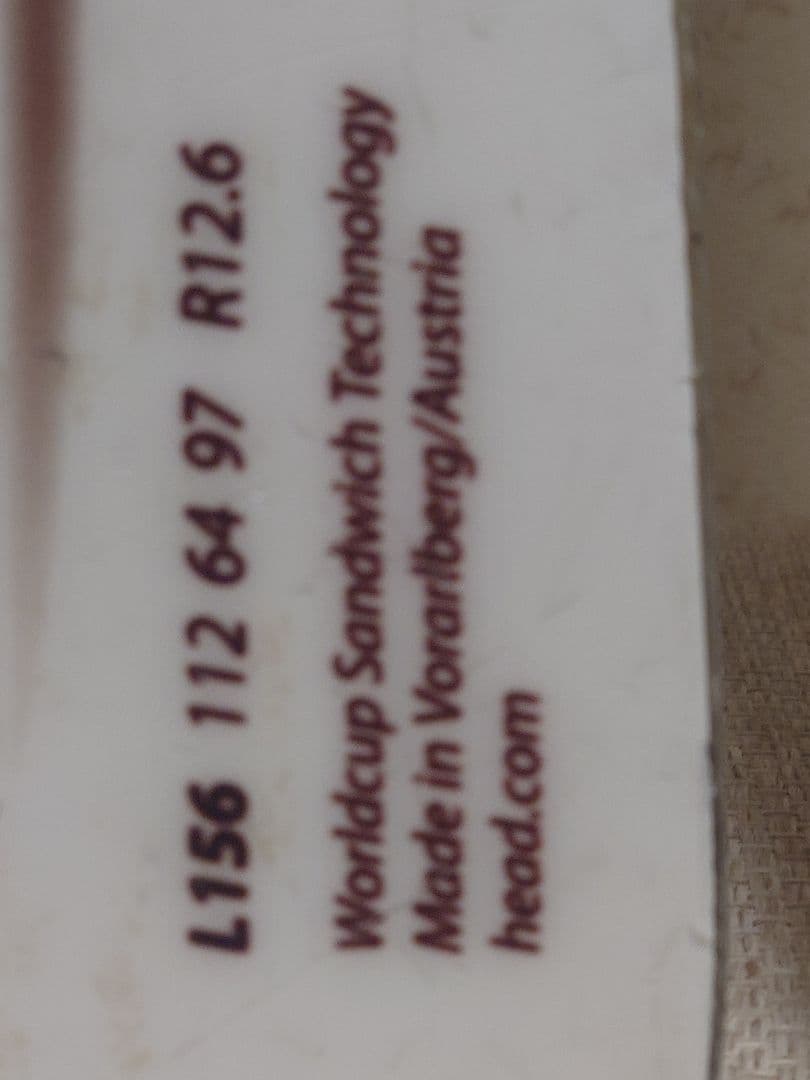 L156 112 64 97 R12.6
Worldcup Sandwich Technology
Made in Vorarlberg/Austria
head.com